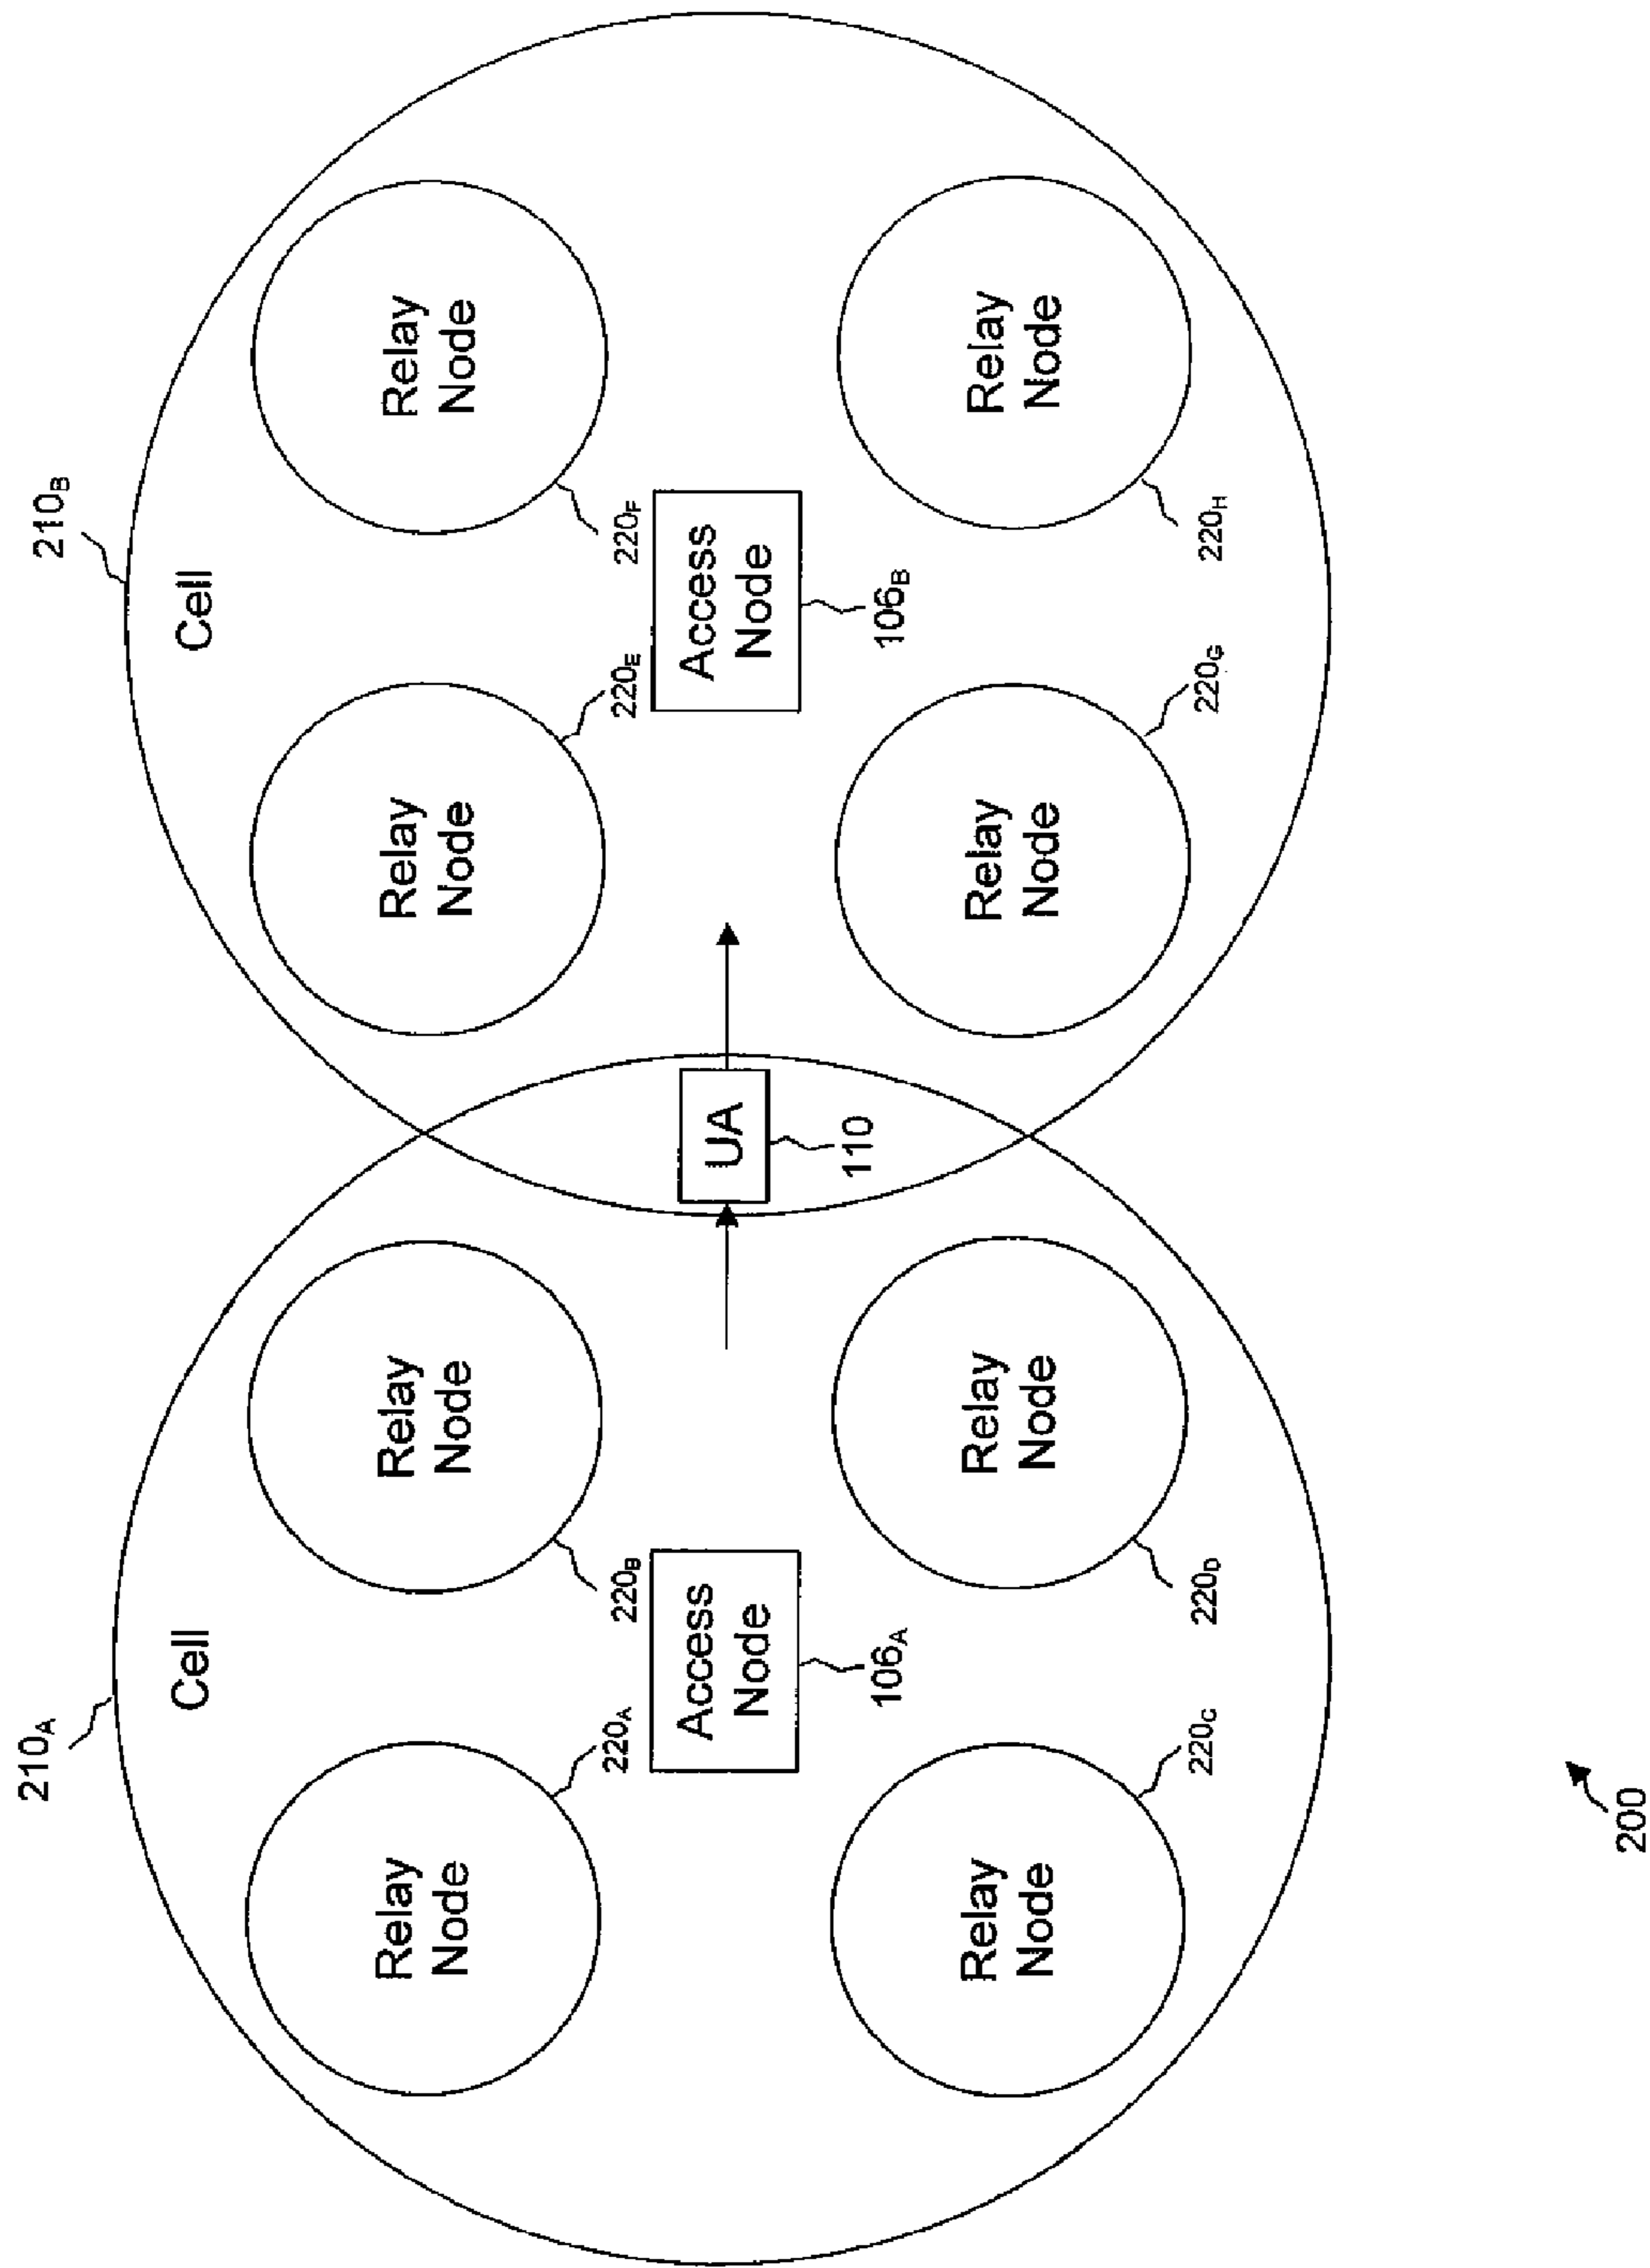 210A
210B
Cell
Cell
Relay
Node
Relay
Node
Relay
Node
Relay
Node
220A
220B
220E
220F
Access
Node
106A
UA
110
Access
Node
106B
Relay
Node
Relay
Node
Relay
Node
Relay
Node
220C
220D
220G
220H
200